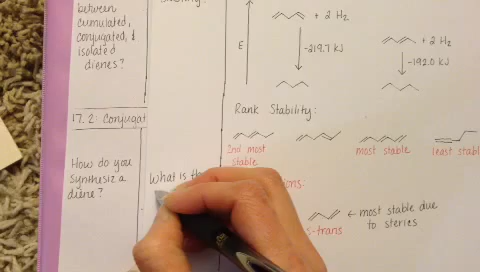 between
cumulated,
conjugated, &
isolated
dienes?
+ 2 H₂
E
-219.7 kJ
+ 2 H₂
-192.0 kJ
17.2: Conjugat
Rank Stability:
2nd most
stable
most stable
least stabl
How do you
synthesize a
diene?
What is th
ions:
s-trans
← most stable due
to sterics